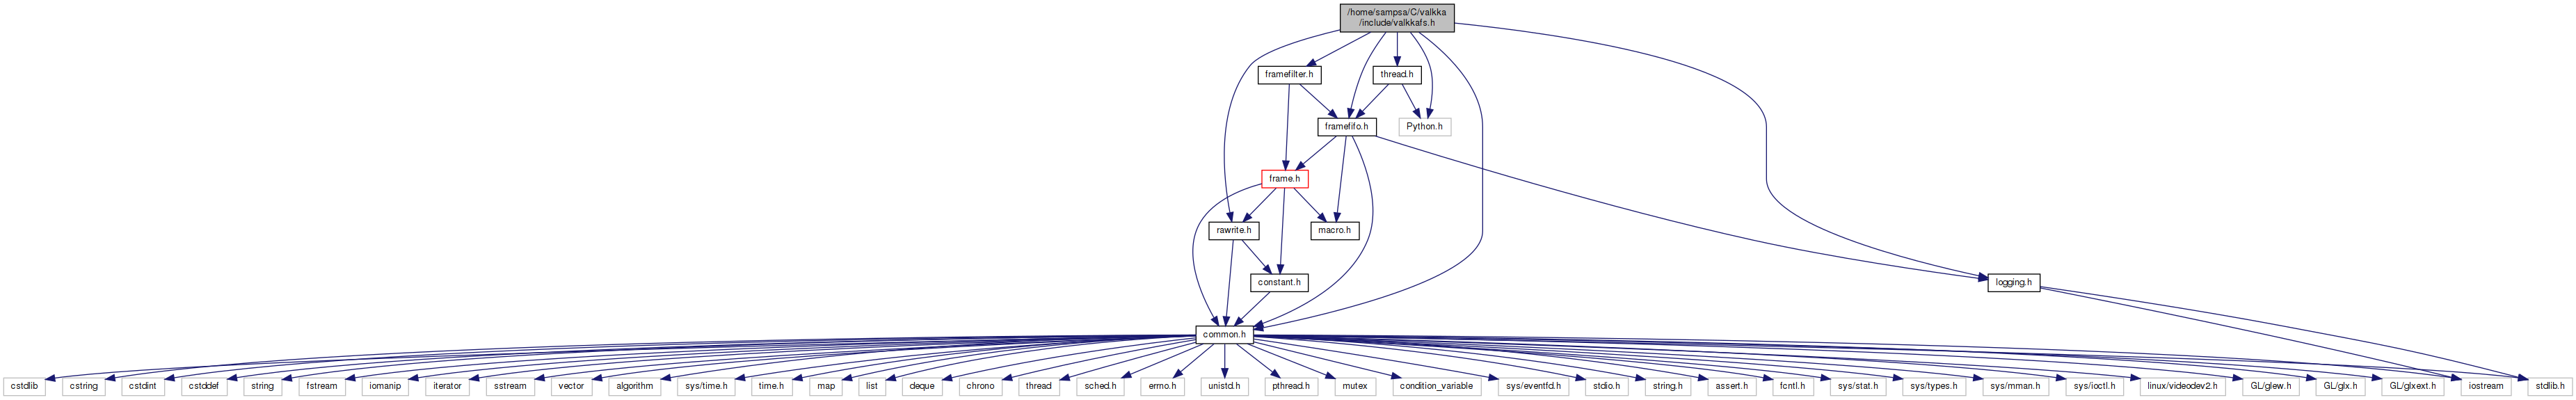 /home/sampsa/C/valkka
/include/valkkafs.h
framefilter.h
thread.h
framefifo.h
Python.h
frame.h
rawrite.h
macro.h
constant.h
logging.h
common.h
cstdlib
cstring
cstdint
cstddef
string
fstream
iomanip
iterator
sstream
vector
algorithm
sys/time.h
time.h
map
list
deque
chrono
thread
sched.h
errno.h
unistd.h
pthread.h
mutex
condition_variable
sys/eventfd.h
stdio.h
string.h
assert.h
fcntl.h
sys/stat.h
sys/types.h
sys/mman.h
sys/ioctl.h
linux/videodev2.h
GL/glew.h
GL/glx.h
GL/glxext.h
iostream
stdlib.h